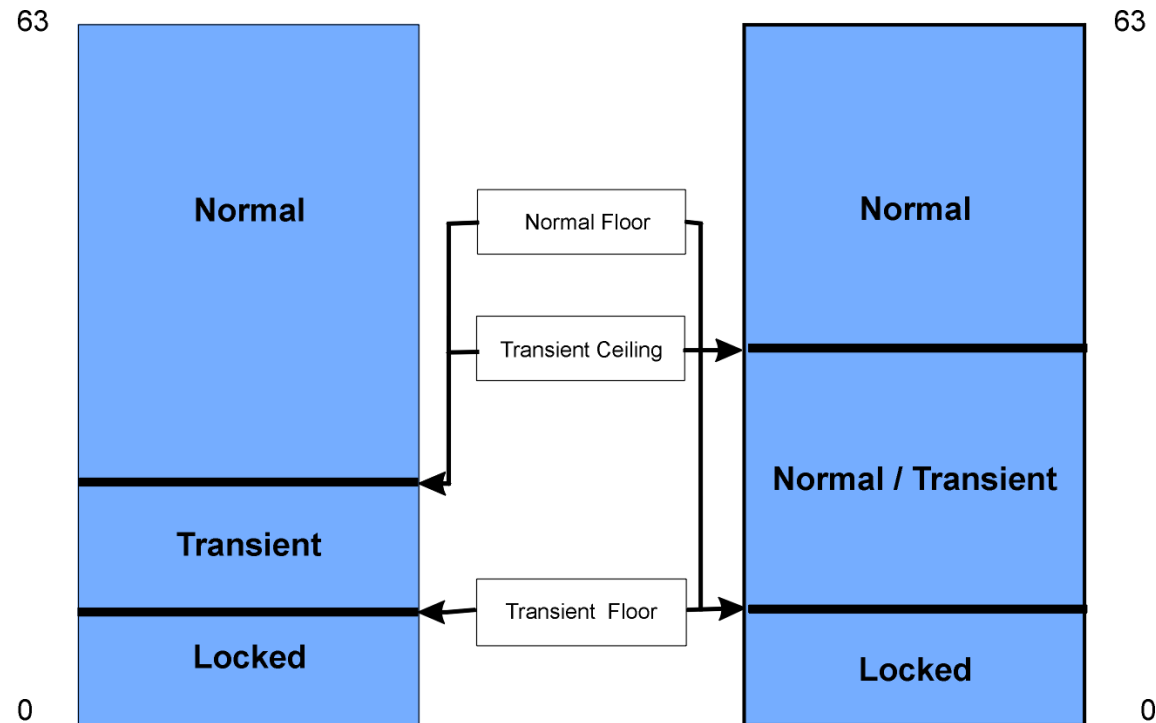 63
63
Normal
Normal Floor
Normal
Transient Ceiling
Normal / Transient
Transient
Transient Floor
Locked
Locked
0
0